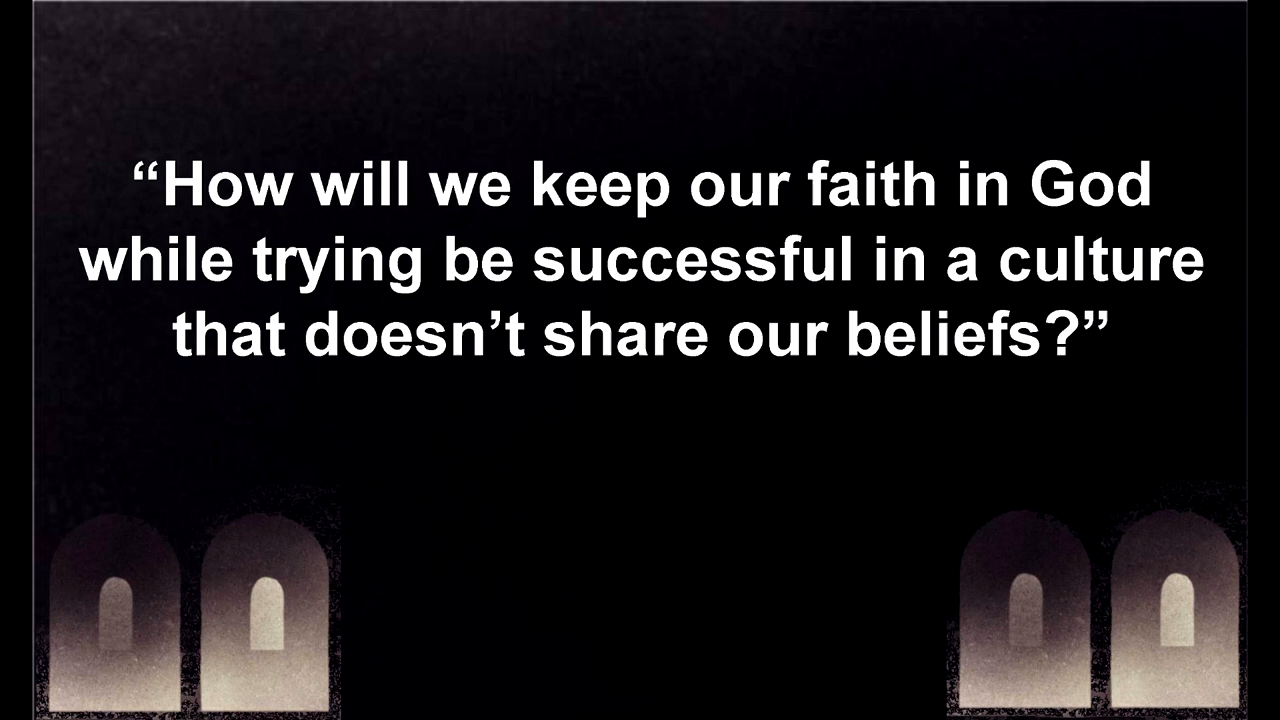 “How will we keep our faith in God
while trying be successful in a culture
that doesn’t share our beliefs?”